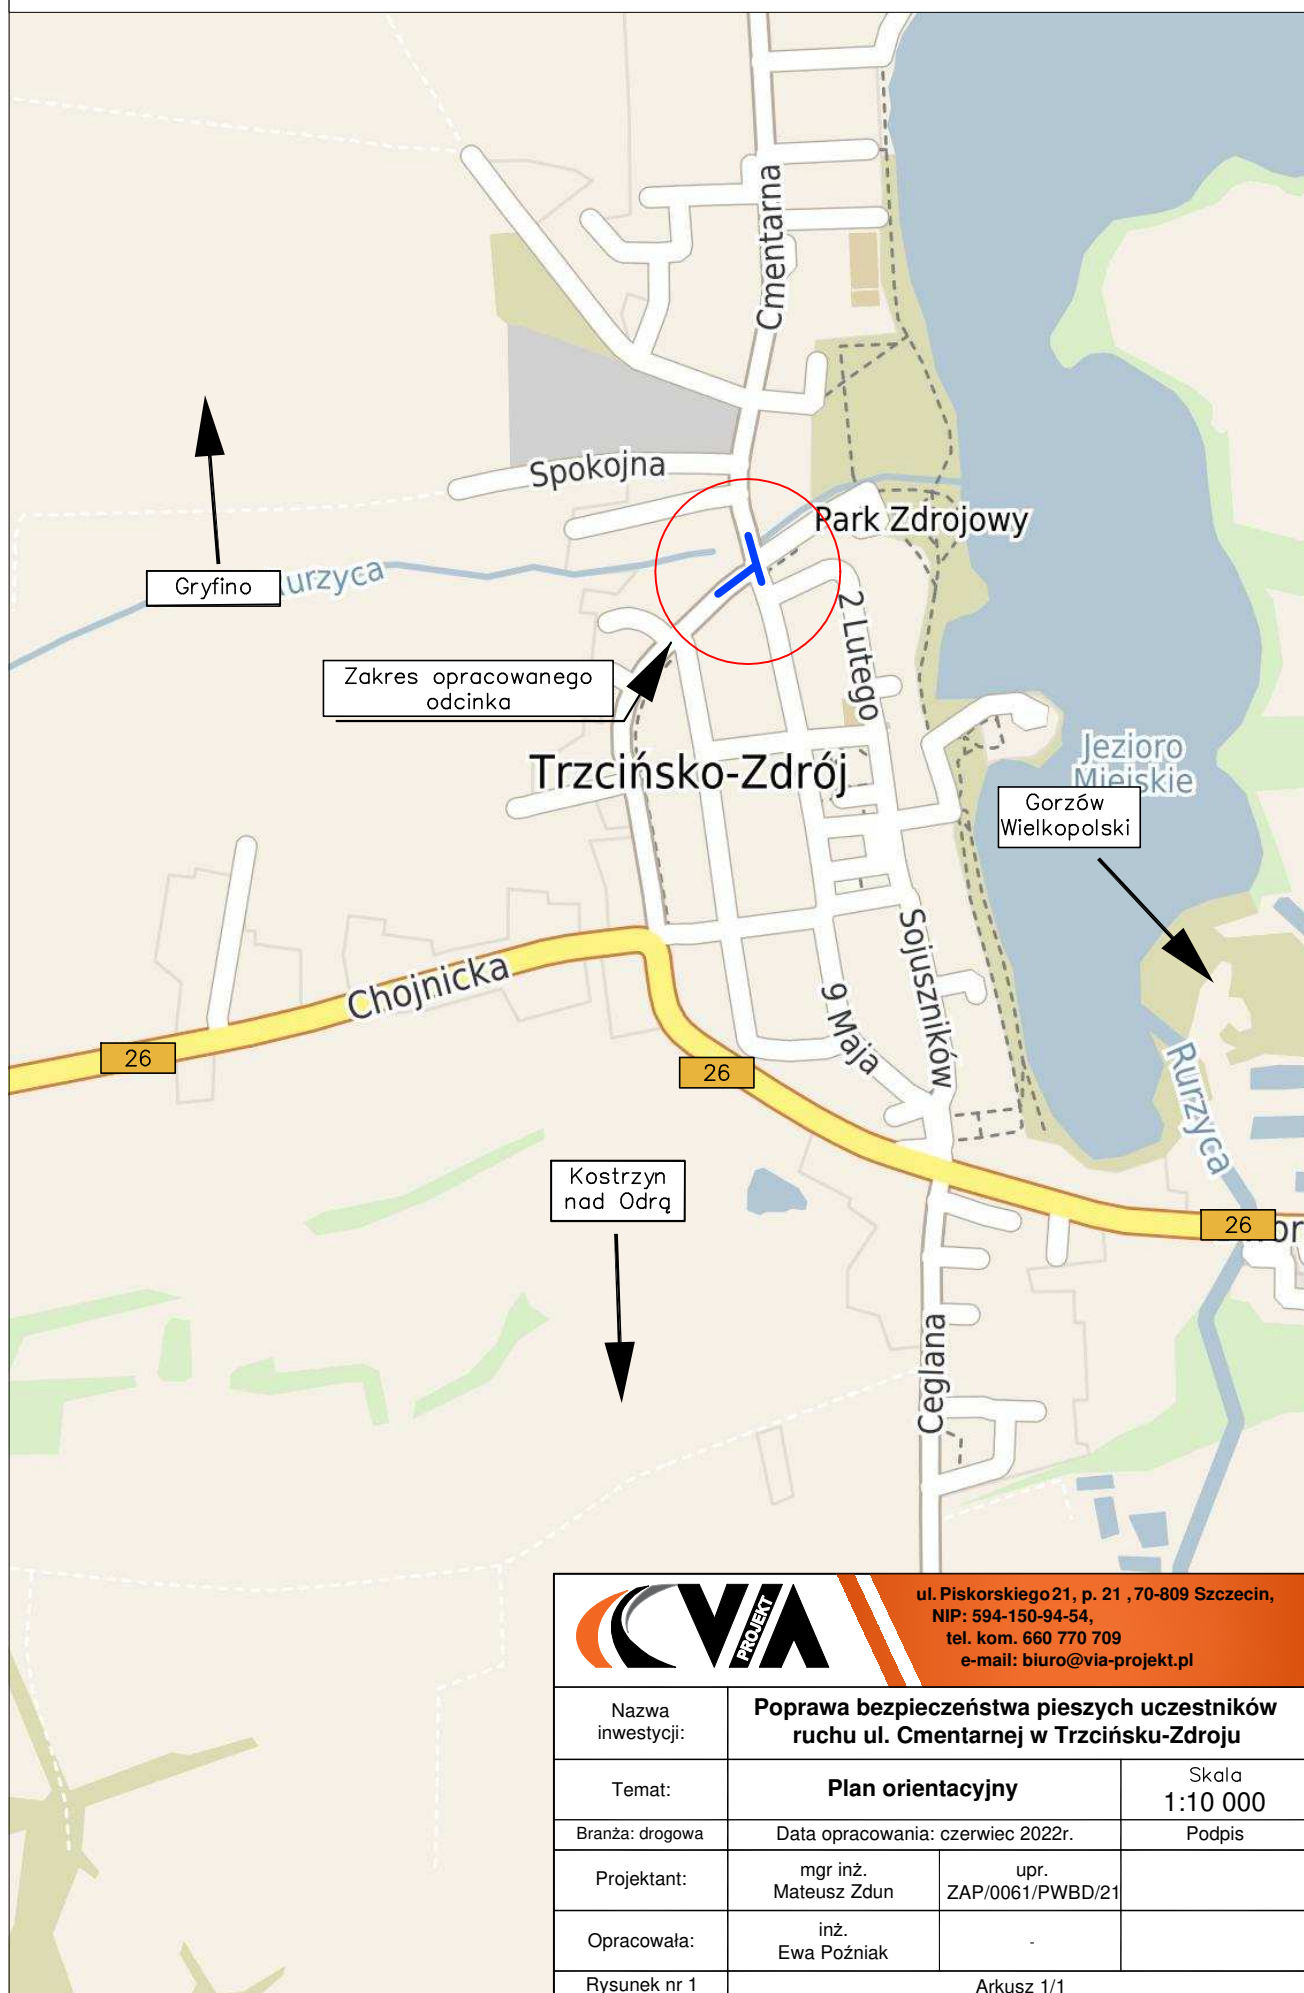 Cmentarna
Spokojna
Park Zdrojowy
urzyca
Gryfino
2 Lutego
Zakres opracowanego
odcinka
Trzcińsko-Zdrój
Jezioro
Miejskie
Gorzów
Wielkopolski
Sojuszników
Chojnicka
9 Maja
26
26
Rurzyca
Kostrzyn
nad Odrą
26
Ceglana
VIA
PROJEKT
ul. Piskorskiego 21, p. 21 , 70-809 Szczecin,
NIP: 594-150-94-54,
tel. kom. 660 770 709
e-mail: biuro@via-projekt.pl
Nazwa
inwestycji:
Poprawa bezpieczeństwa pieszych uczestników
ruchu ul. Cmentarnej w Trzcińsku-Zdroju
Temat:
Plan orientacyjny
Skala
1:10 000
Branża: drogowa
Data opracowania: czerwiec 2022r.
Podpis
Projektant:
mgr inż.
Mateusz Zdun
upr.
ZAP/0061/PWBD/21
Opracowała:
inż.
Ewa Poźniak
-
Rysunek nr 1
Arkusz 1/1